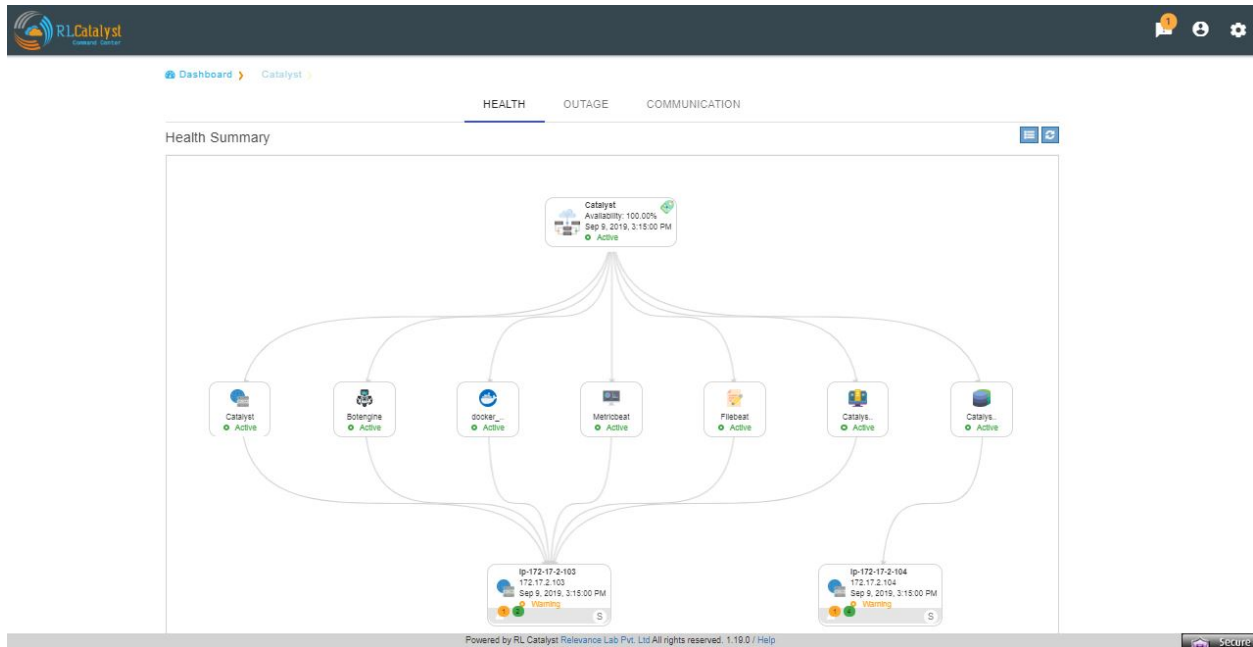 RLCatalyst
Command Center
1
Dashboard ❯ Catalyst
HEALTH OUTAGE COMMUNICATION
Health Summary
Catalyst
Availability: 100.00%
Sep 9, 2019, 3:15:00 PM
Active
Catalyst
Active
Botengine
Active
docker_...
Active
Metricbeat
Active
Filebeat
Active
Catalys..
Active
Catalys..
Active
ip-172-17-2-103
172.17.2.103
Sep 9, 2019, 3:15:00 PM
Warning
1 2
S
ip-172-17-2-104
172.17.2.104
Sep 9, 2019, 3:15:00 PM
Warning
1
S
Powered by RL Catalyst Relevance Lab Pvt. Ltd All rights reserved. 1.19.0 / Help
Secure